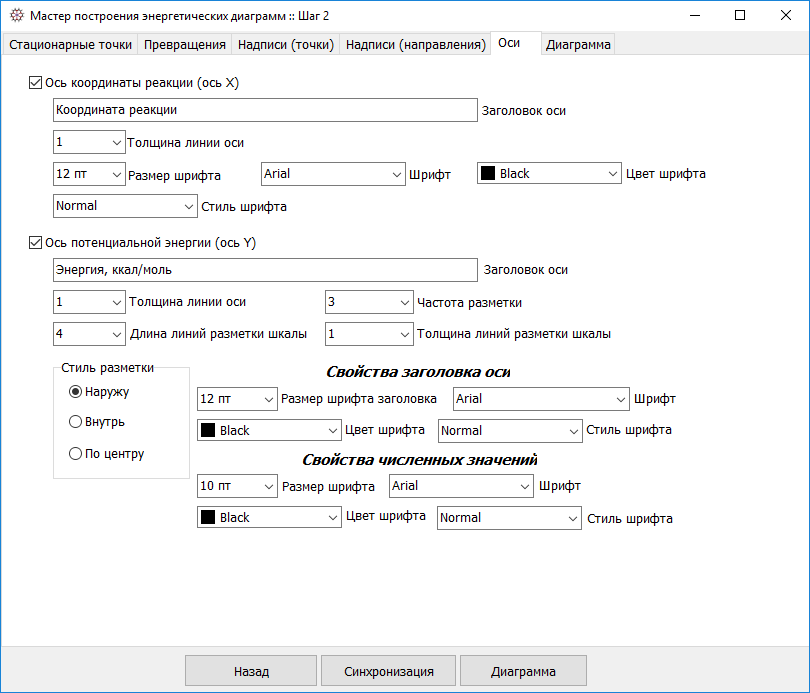 Мастер построения энергетических диаграмм :: Шаг 2
Стационарные точки Превращения Надписи (точки) Надписи (направления) Оси Диаграмма
Ось координаты реакции (ось X)
Координата реакции Заголовок оси
1 Толщина линии оси
12 пт Размер шрифта Arial Шрифт Black Цвет шрифта
Normal Стиль шрифта
Ось потенциальной энергии (ось Y)
Энергия, ккал/моль Заголовок оси
1 Толщина линии оси 3 Частота разметки
4 Длина линий разметки шкалы 1 Толщина линий разметки шкалы
Стиль разметки
Наружу
Внутрь
По центру
Свойства заголовка оси
12 пт Размер шрифта заголовка Arial Шрифт
Black Цвет шрифта Normal Стиль шрифта
Свойства численных значений
10 пт Размер шрифта Arial Шрифт
Black Цвет шрифта Normal Стиль шрифта
Назад Синхронизация Диаграмма